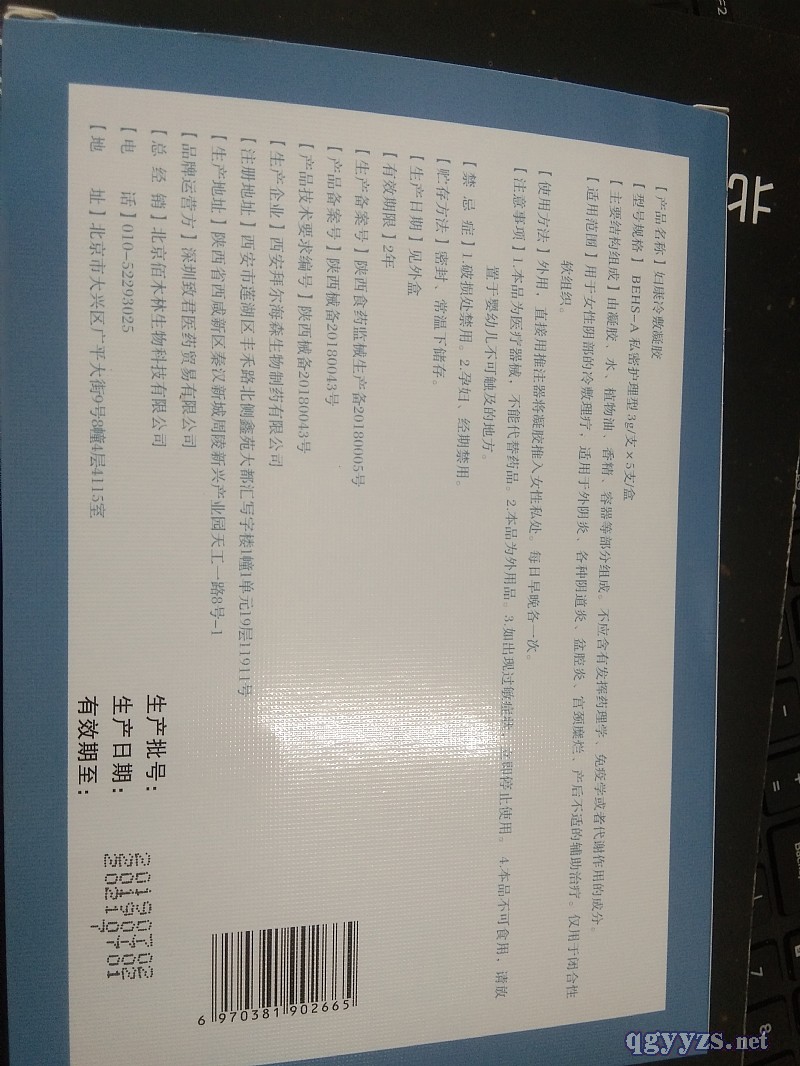 【产品名称】妇康冷敷凝胶
【型号规格】BEHS-A 私密护理型 3g/支×5支/盒
【主要结构组成】由凝胶、水、植物油、香精、容器等部分组成。不应含有发挥药理学、免疫学或者代谢作用的成分。
【适用范围】用于女性阴部的冷敷理疗，适用于外阴炎、各种阴道炎、盆腔炎、宫颈糜烂、产后不适的辅助治疗。仅用于闭合性
软组织。
【使用方法】外用，直接用推注器将凝胶推入女性私处。每日早晚各一次。
【注意事项】1.本品为医疗器械，不能代替药品。2.本品为外用品。3.如出现过敏症状，立即停止使用。4.本品不可食用，请放
置于婴幼儿不可触及的地方。
【禁忌症】1.破损处禁用。2.孕妇、经期禁用。
【贮存方法】密封，常温下储存。
【生产日期】见外盒
【有效期限】2年
【生产备案号】陕西食药监械生产备20180005号
【产品备案号】陕西械备20180043号
【产品技术要求编号】陕西械备20180043号
【生产企业】西安拜尔海森生物制药有限公司
【注册地址】西安市莲湖区丰禾路北侧鑫苑大都汇写字楼1幢1单元19层11911号
【生产地址】陕西省西咸新区秦汉新城周陵新兴产业园天工一路8号-1
【品牌运营方】深圳致君医药贸易有限公司
【总经销】北京佰木林生物科技有限公司
【电 话】010-52293025
【地 址】北京市大兴区广平大街9号8幢4层4115室
生产批号：20190702
生产日期：20190702
有效期至：20210701
6 970381 902665
北
qgyyzs.net
F2
7
8